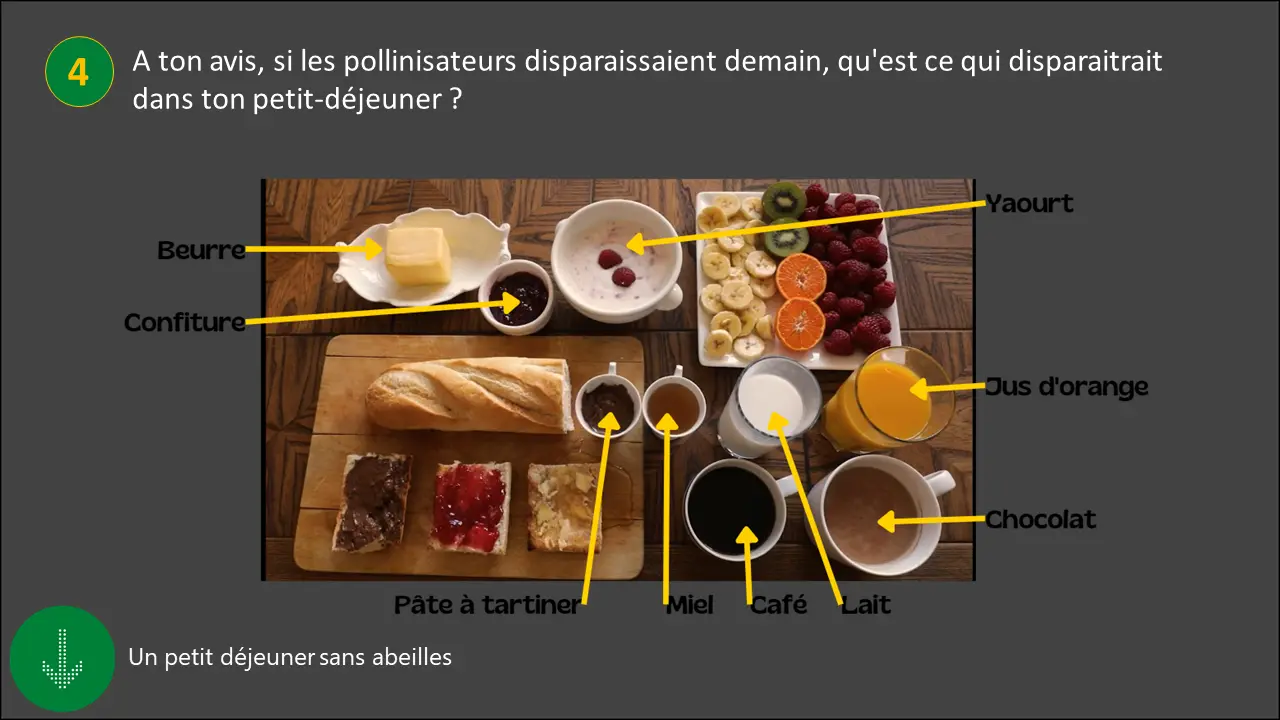 4
A ton avis, si les pollinisateurs disparaissaient demain, qu'est ce qui disparaitrait
dans ton petit-déjeuner ?
Yaourt
Beurre
Confiture
Jus d'orange
Chocolat
Pâte à tartiner
Miel
Café
Lait
Un petit déjeuner sans abeilles